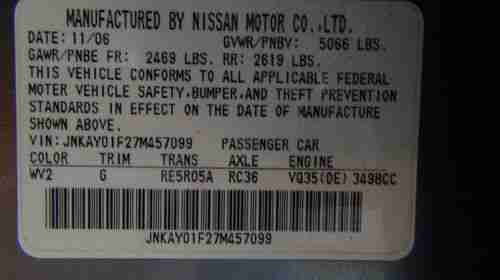 MANUFACTURED BY NISSAN MOTOR CO.,LTD.
DATE: 11/06 GVWR/PNBV: 5066 LBS.
GAWR/PNBE FR: 2469 LBS. RR: 2619 LBS.
THIS VEHICLE CONFORMS TO ALL APPLICABLE FEDERAL
MOTER VEHICLE SAFETY,BUMPER,AND THEFT PREVENTION
STANDARDS IN EFFECT ON THE DATE OF MANUFACTURE
SHOWN ABOVE.
VIN: JNKAY01F27M457099 PASSENGER CAR
COLOR TRIM TRANS AXLE ENGINE
WV2 G RE5R05A RC36 VQ35(DE) 3498CC
JNKAY01F27M457099